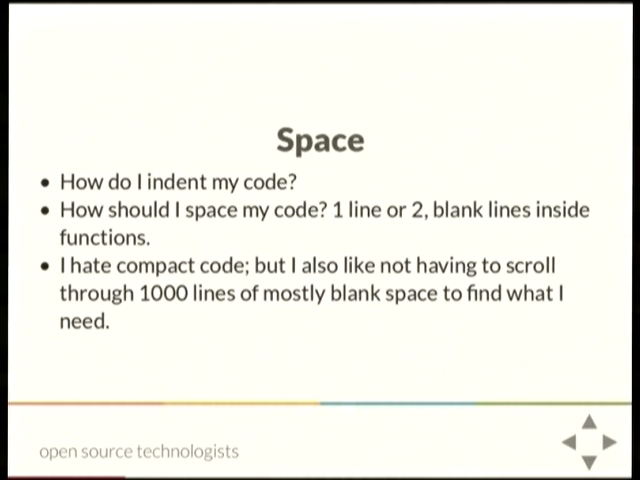 Space
• How do I indent my code?
• How should I space my code? 1 line or 2, blank lines inside
functions.
• I hate compact code; but I also like not having to scroll
through 1000 lines of mostly blank space to find what I
need.
open source technologists